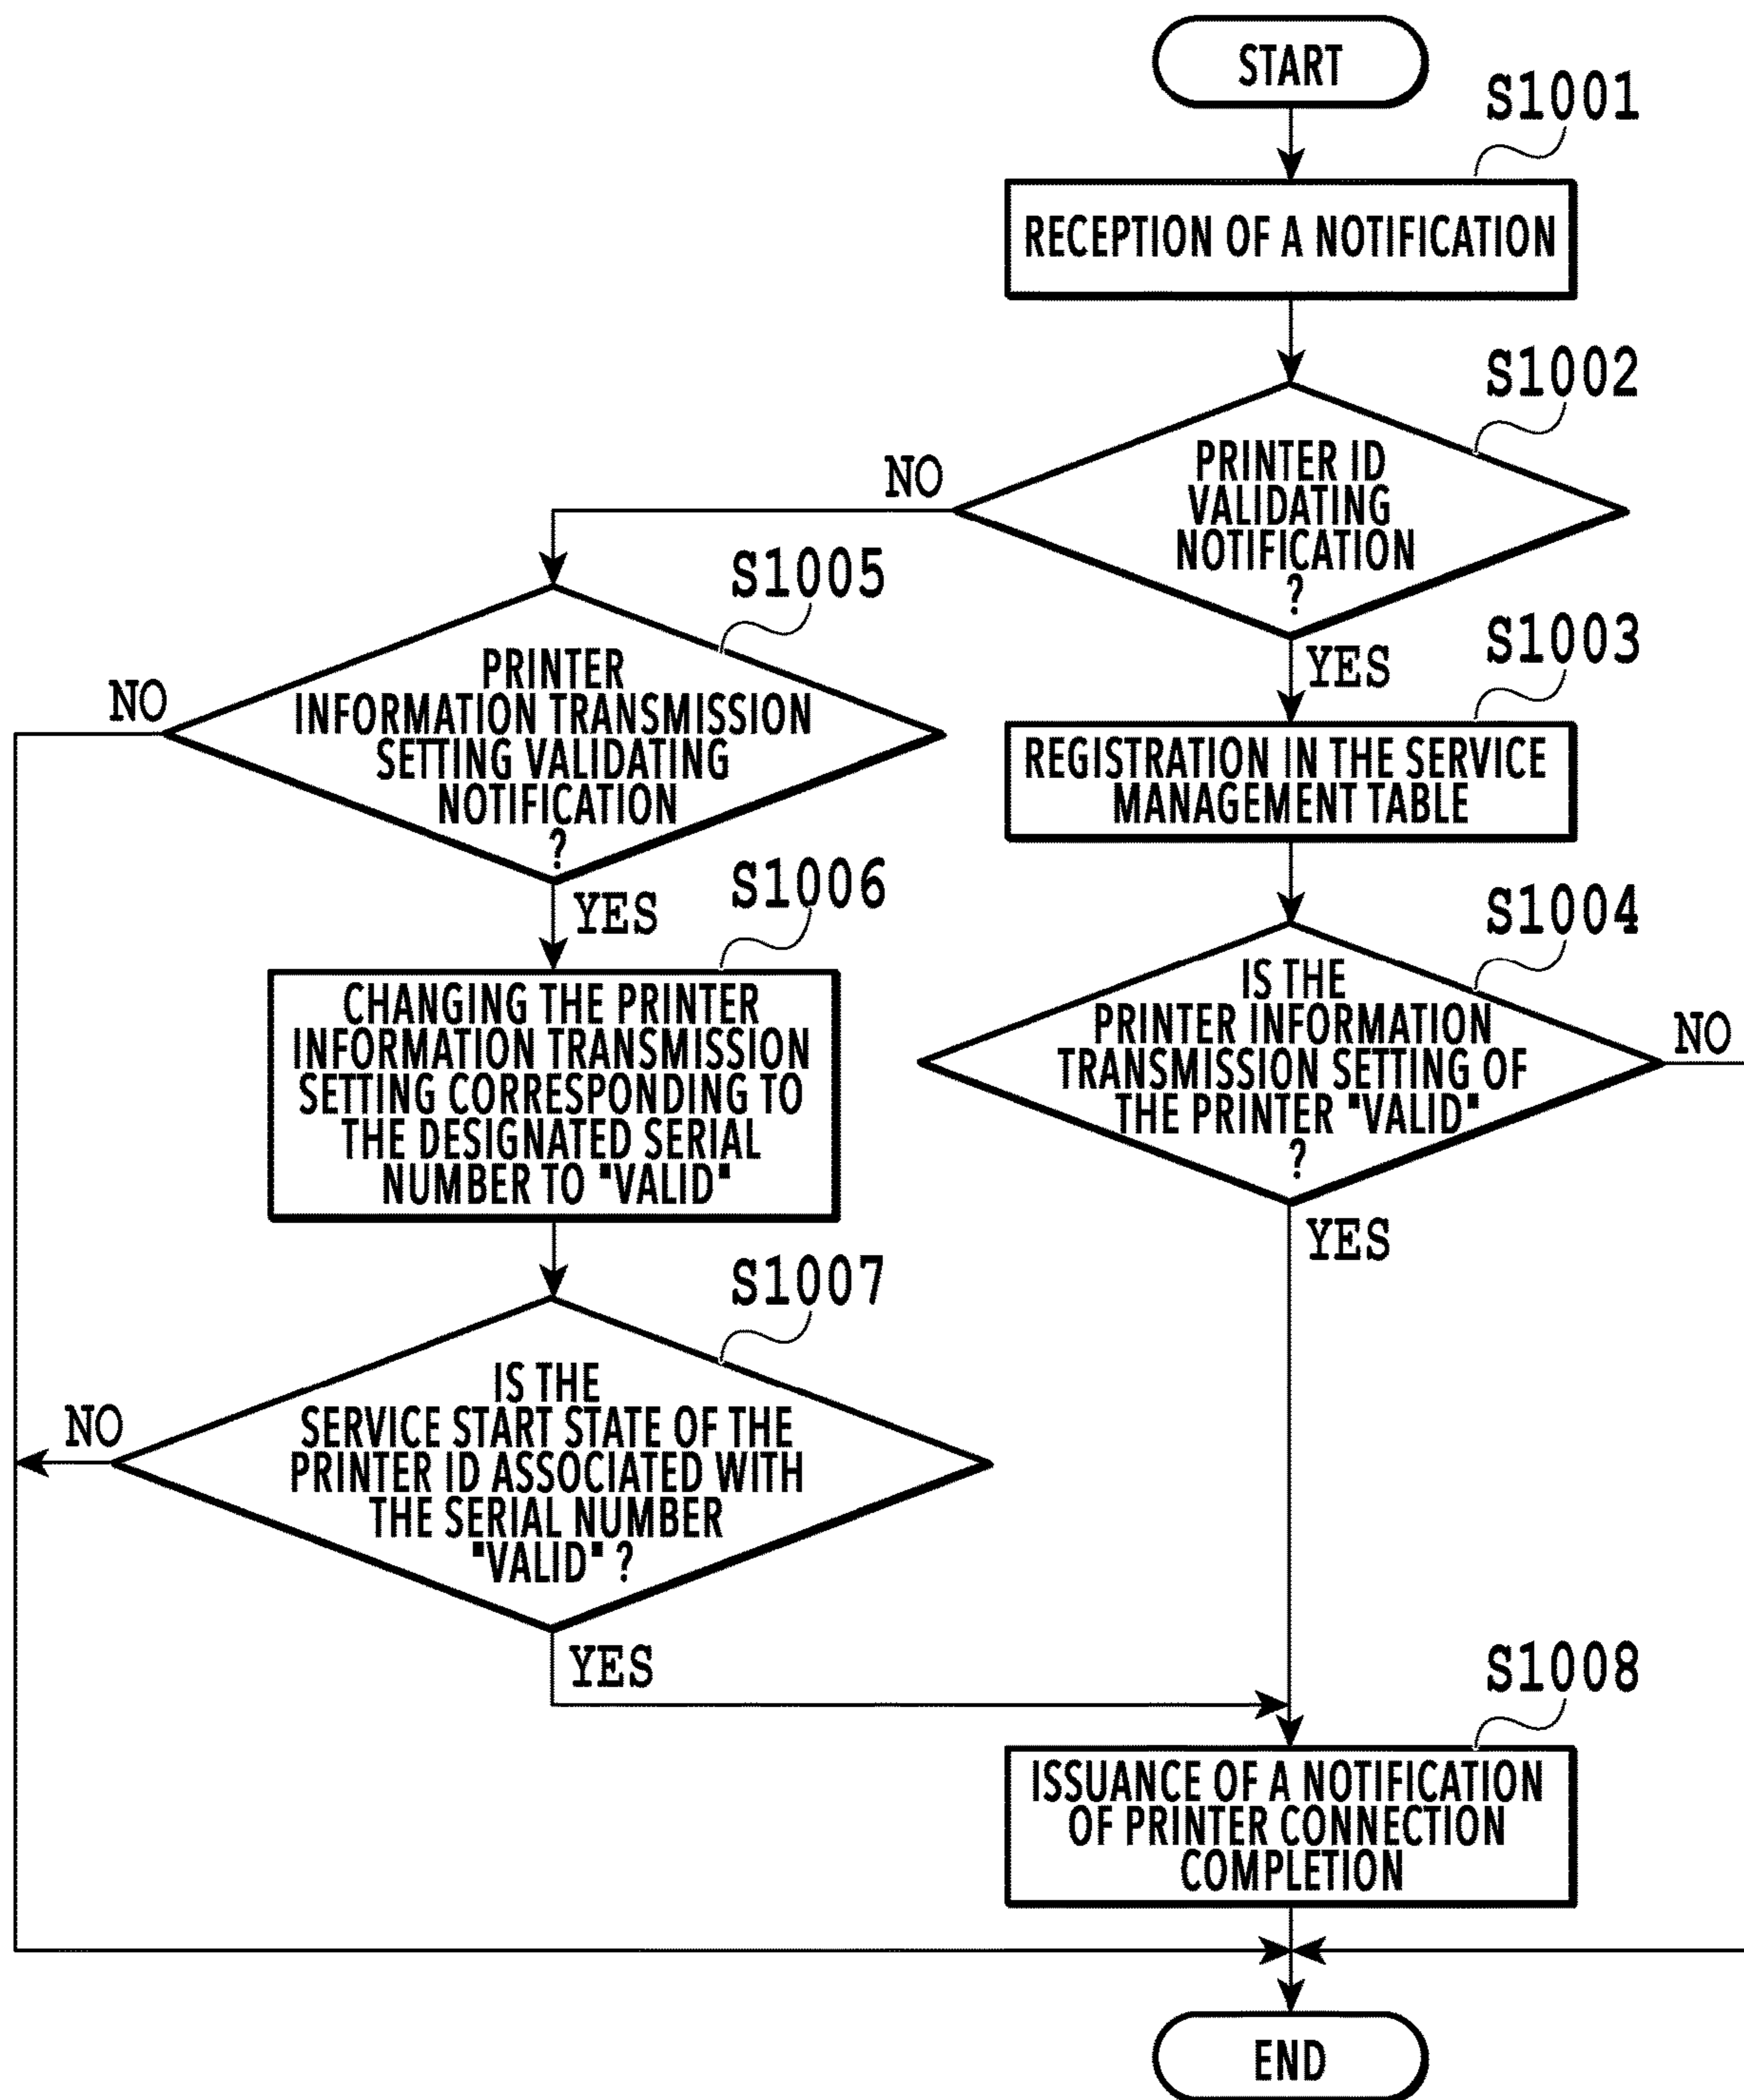 START
S1001
RECEPTION OF A NOTIFICATION
S1002
PRINTER ID
VALIDATING
NOTIFICATION
?
NO
YES
S1003
REGISTRATION IN THE SERVICE
MANAGEMENT TABLE
S1004
IS THE
PRINTER INFORMATION
TRANSMISSION SETTING OF
THE PRINTER "VALID"
?
NO
YES
S1005
PRINTER
INFORMATION TRANSMISSION
SETTING VALIDATING
NOTIFICATION
?
NO
YES
S1006
CHANGING THE PRINTER
INFORMATION TRANSMISSION
SETTING CORRESPONDING TO
THE DESIGNATED SERIAL
NUMBER TO "VALID"
S1007
IS THE
SERVICE START STATE OF THE
PRINTER ID ASSOCIATED WITH
THE SERIAL NUMBER
"VALID" ?
NO
YES
S1008
ISSUANCE OF A NOTIFICATION
OF PRINTER CONNECTION
COMPLETION
END